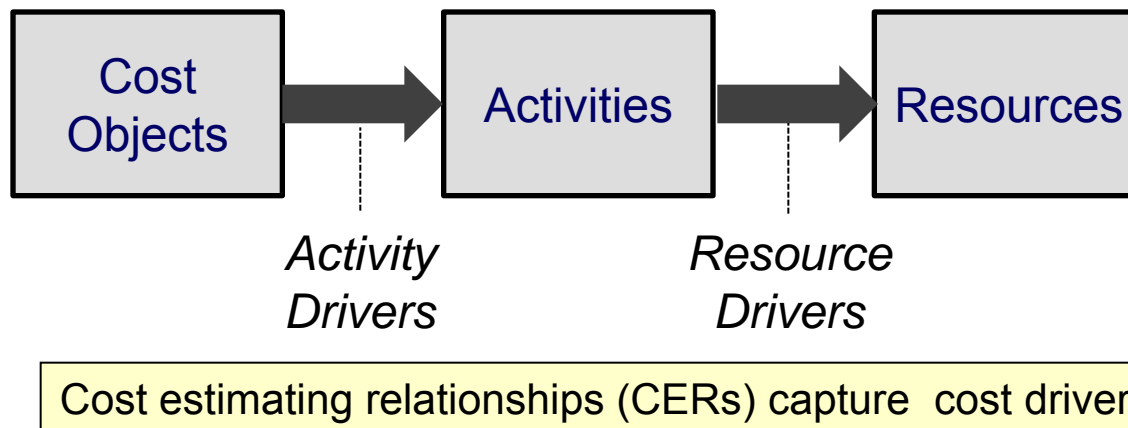 Cost
Objects
Activities
Resources
Activity
Drivers
Resource
Drivers
Cost estimating relationships (CERs) capture cost driver